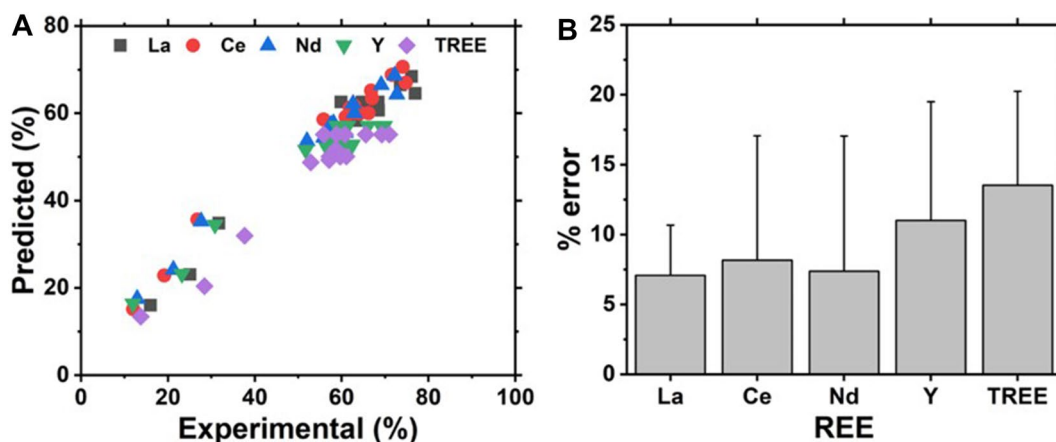 A
80
60
40
20
0
Predicted (%)
La Ce Nd Y TREE
0 20 40 60 80 100
Experimental (%)
B
25
20
15
10
5
0
% error
La Ce Nd Y TREE
REE